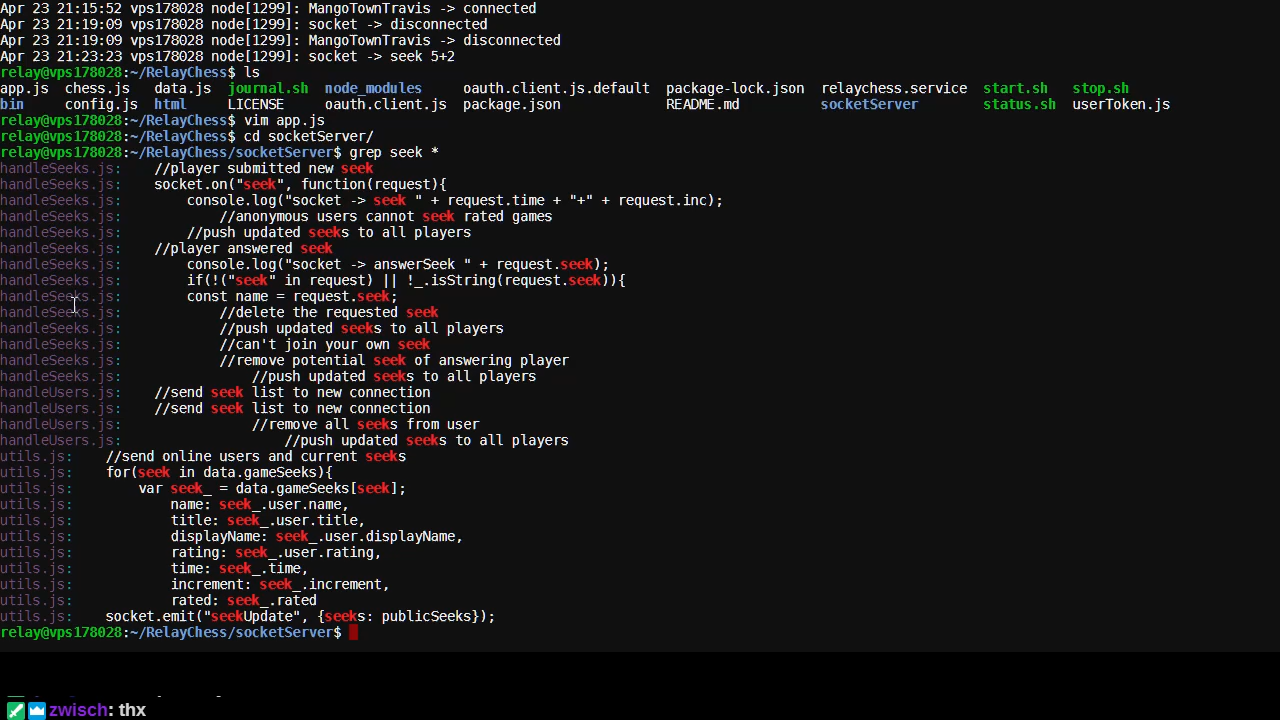 Apr 23 21:15:52 vps178028 node[1299]: MangoTownTravis -> connected
Apr 23 21:19:09 vps178028 node[1299]: socket -> disconnected
Apr 23 21:19:09 vps178028 node[1299]: MangoTownTravis -> disconnected
Apr 23 21:23:23 vps178028 node[1299]: socket -> seek 5+2
relay@vps178028:~/RelayChess$ ls
app.js chess.js data.js journal.sh node_modules oauth.client.js.default package-lock.json relaychess.service start.sh stop.sh
bin config.js html LICENSE oauth.client.js package.json README.md socketServer status.sh userToken.js
relay@vps178028:~/RelayChess$ vim app.js
relay@vps178028:~/RelayChess$ cd socketServer/
relay@vps178028:~/RelayChess/socketServer$ grep seek *
handleSeeks.js: //player submitted new seek
handleSeeks.js: socket.on("seek", function(request){
handleSeeks.js: console.log("socket -> seek " + request.time + "+" + request.inc);
handleSeeks.js: //anonymous users cannot seek rated games
handleSeeks.js: //push updated seeks to all players
handleSeeks.js: //player answered seek
handleSeeks.js: console.log("socket -> answerSeek " + request.seek);
handleSeeks.js: if(!("seek" in request) || !_.isString(request.seek)){
handleSeeks.js: const name = request.seek;
handleSeeks.js: //delete the requested seek
handleSeeks.js: //push updated seeks to all players
handleSeeks.js: //can't join your own seek
handleSeeks.js: //remove potential seek of answering player
handleSeeks.js: //push updated seeks to all players
handleUsers.js: //send seek list to new connection
handleUsers.js: //send seek list to new connection
handleUsers.js: //remove all seeks from user
handleUsers.js: //push updated seeks to all players
utils.js: //send online users and current seeks
utils.js: for(seek in data.gameSeeks){
utils.js: var seek_ = data.gameSeeks[seek];
utils.js: name: seek_.user.name,
utils.js: title: seek_.user.title,
utils.js: displayName: seek_.user.displayName,
utils.js: rating: seek_.user.rating,
utils.js: time: seek_.time,
utils.js: increment: seek_.increment,
utils.js: rated: seek_.rated
utils.js: socket.emit("seekUpdate", {seeks: publicSeeks});
relay@vps178028:~/RelayChess/socketServer$
zwisch: thx